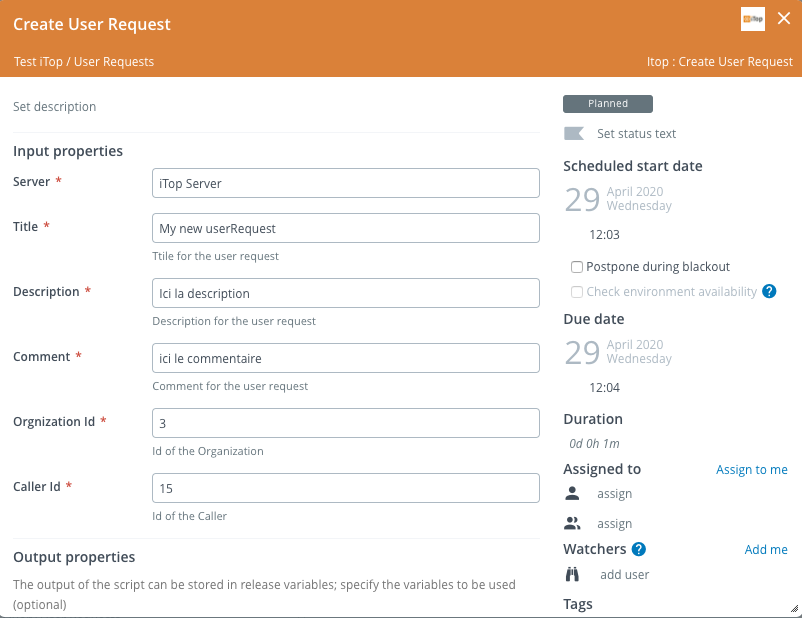 Create User Request
iTop
Test iTop / User Requests
Itop : Create User Request
Set description
Input properties
Server *
iTop Server
Title *
My new userRequest
Ttile for the user request
Description *
Ici la description
Description for the user request
Comment *
ici le commentaire
Comment for the user request
Orgnization Id *
3
Id of the Organization
Caller Id *
15
Id of the Caller
Output properties
The output of the script can be stored in release variables; specify the variables to be used
(optional)
Planned
Set status text
Scheduled start date
29
April 2020
Wednesday
12:03
Postpone during blackout
Check environment availability ?
Due date
29
April 2020
Wednesday
12:04
Duration
0d 0h 1m
Assigned to
Assign to me
assign
assign
Watchers ?
Add me
add user
Tags